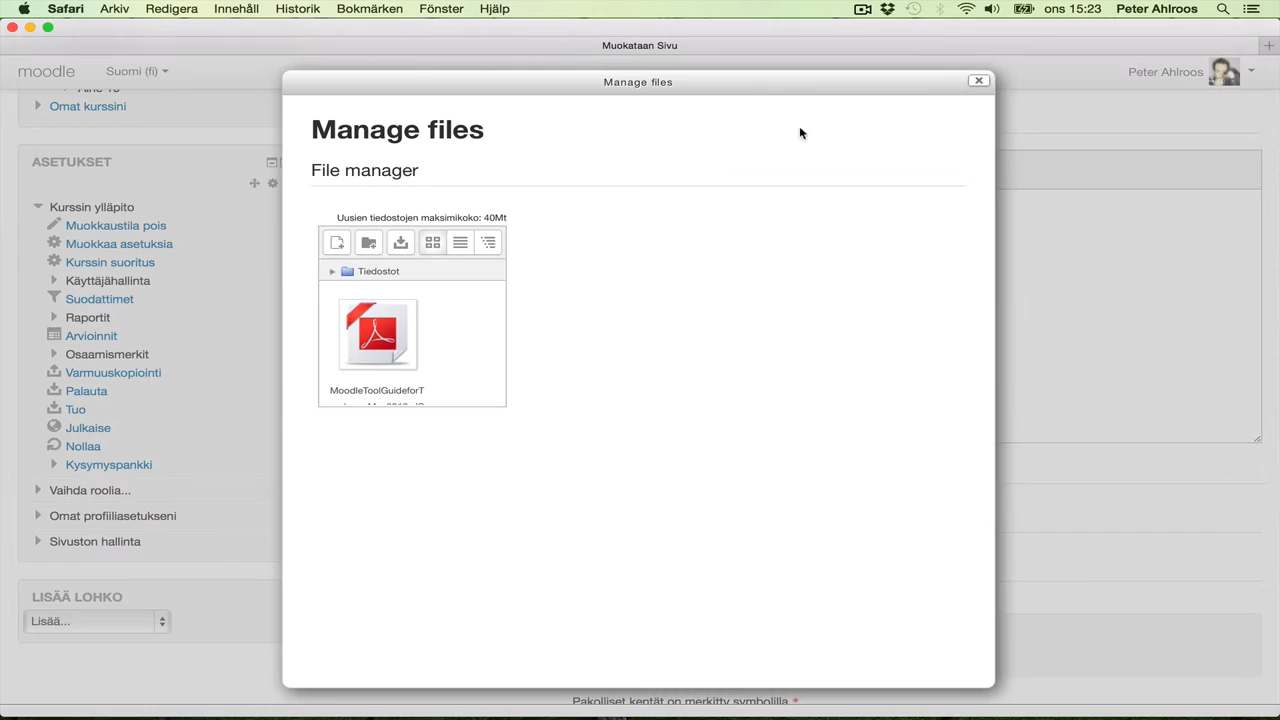 Safari Arkiv Redigera Innehåll Historik Bokmärken Fönster Hjälp ons 15:23 Peter Ahlroos
Muokataan Sivu
moodle Suomi (fi) Peter Ahlroos
Omat kurssini
ASETUKSET
Kurssin ylläpito
Muokkaustila pois
Muokkaa asetuksia
Kurssin suoritus
Käyttäjähallinta
Suodattimet
Raportit
Arvioinnit
Osaamismerkit
Varmuuskopiointi
Palauta
Tuo
Julkaise
Nollaa
Kysymyspankki
Vaihda roolia...
Omat profiiliasetukseni
Sivuston hallinta
LISÄÄ LOHKO
Lisää...
Manage files
Manage files
File manager
Uusien tiedostojen maksimikoko: 40Mt
Tiedostot
MoodleToolGuideforT
Pakolliset kentät on merkitty symbolilla *